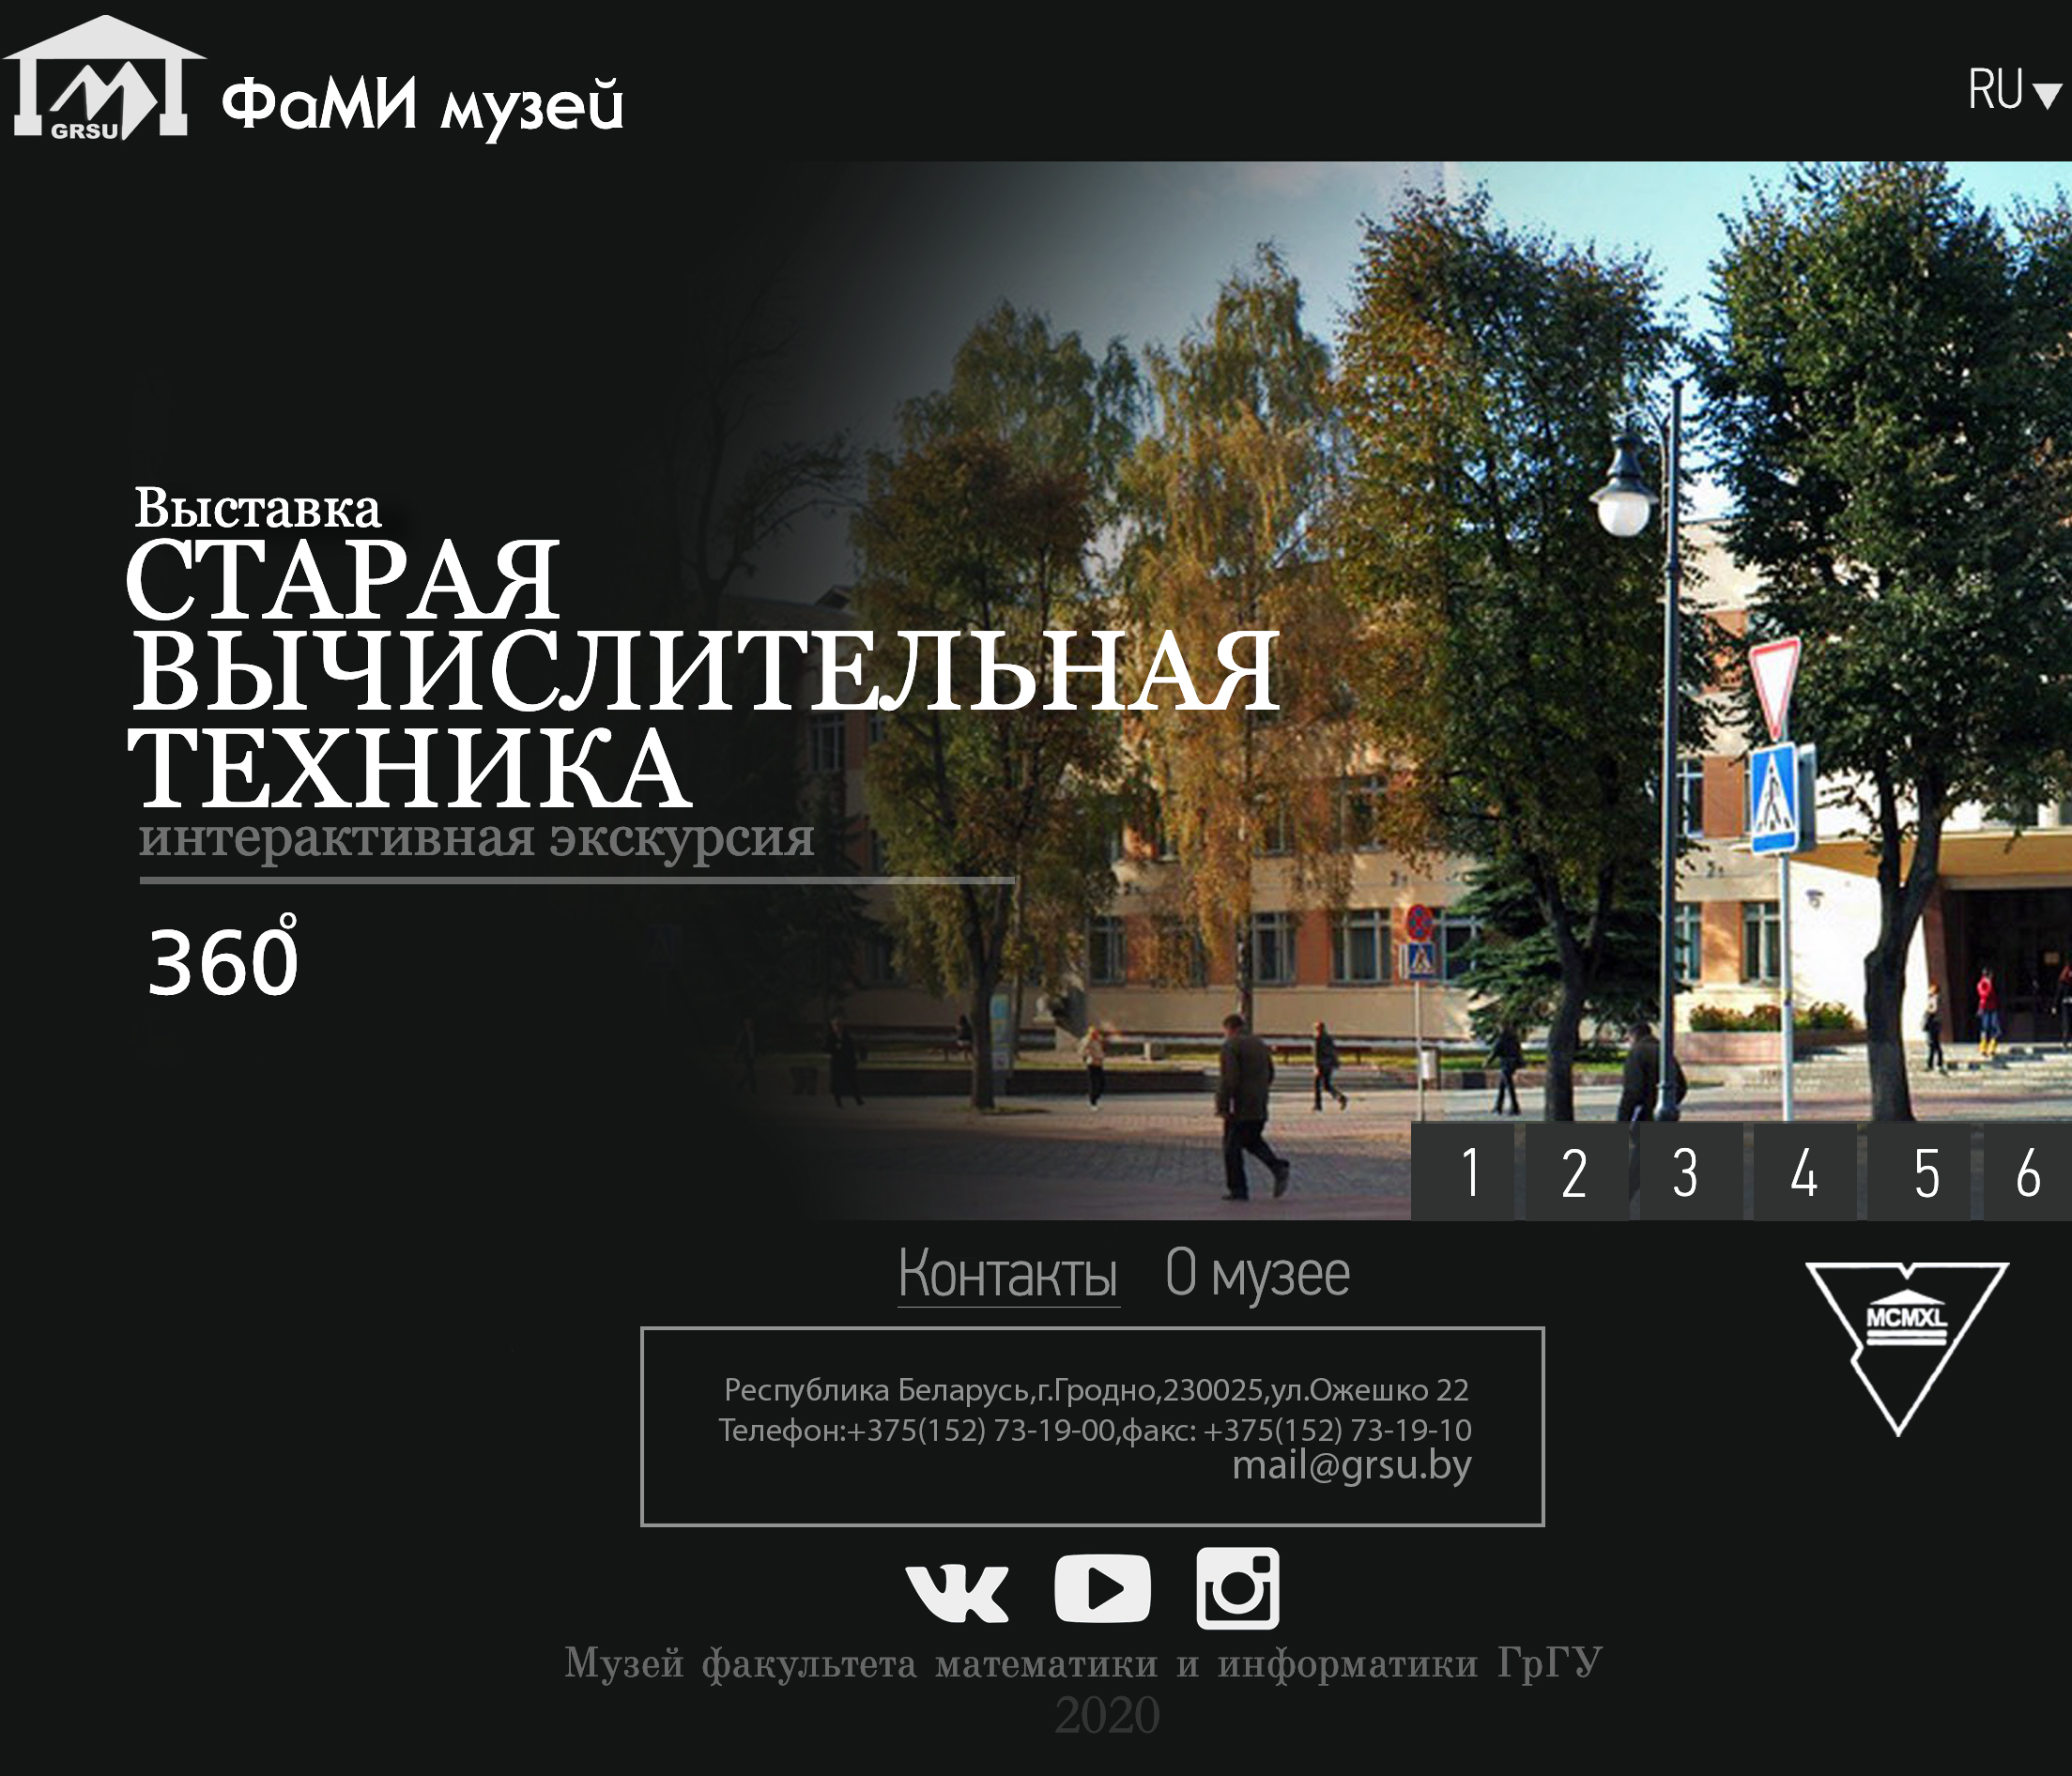 GRSU
ФаМИ музей
RU
Выставка
СТАРАЯ
ВЫЧИСЛИТЕЛЬНАЯ
ТЕХНИКА
интерактивная экскурсия
360°
1 2 3 4 5 6
Контакты О музее
MCMXL
Республика Беларусь,г.Гродно,230025,ул.Ожешко 22
Телефон:+375(152) 73-19-00,факс: +375(152) 73-19-10
mail@grsu.by
Музей факультета математики и информатики ГрГУ
2020